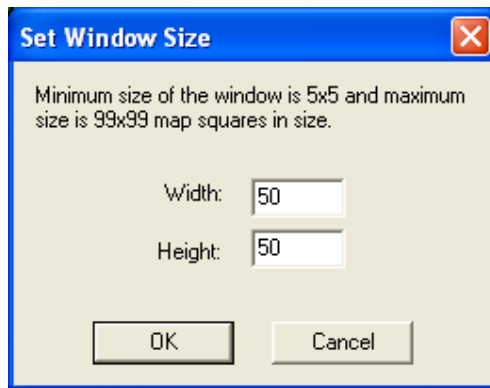 Set Window Size
Minimum size of the window is 5x5 and maximum
size is 99x99 map squares in size.
Width: 50
Height: 50
OK Cancel